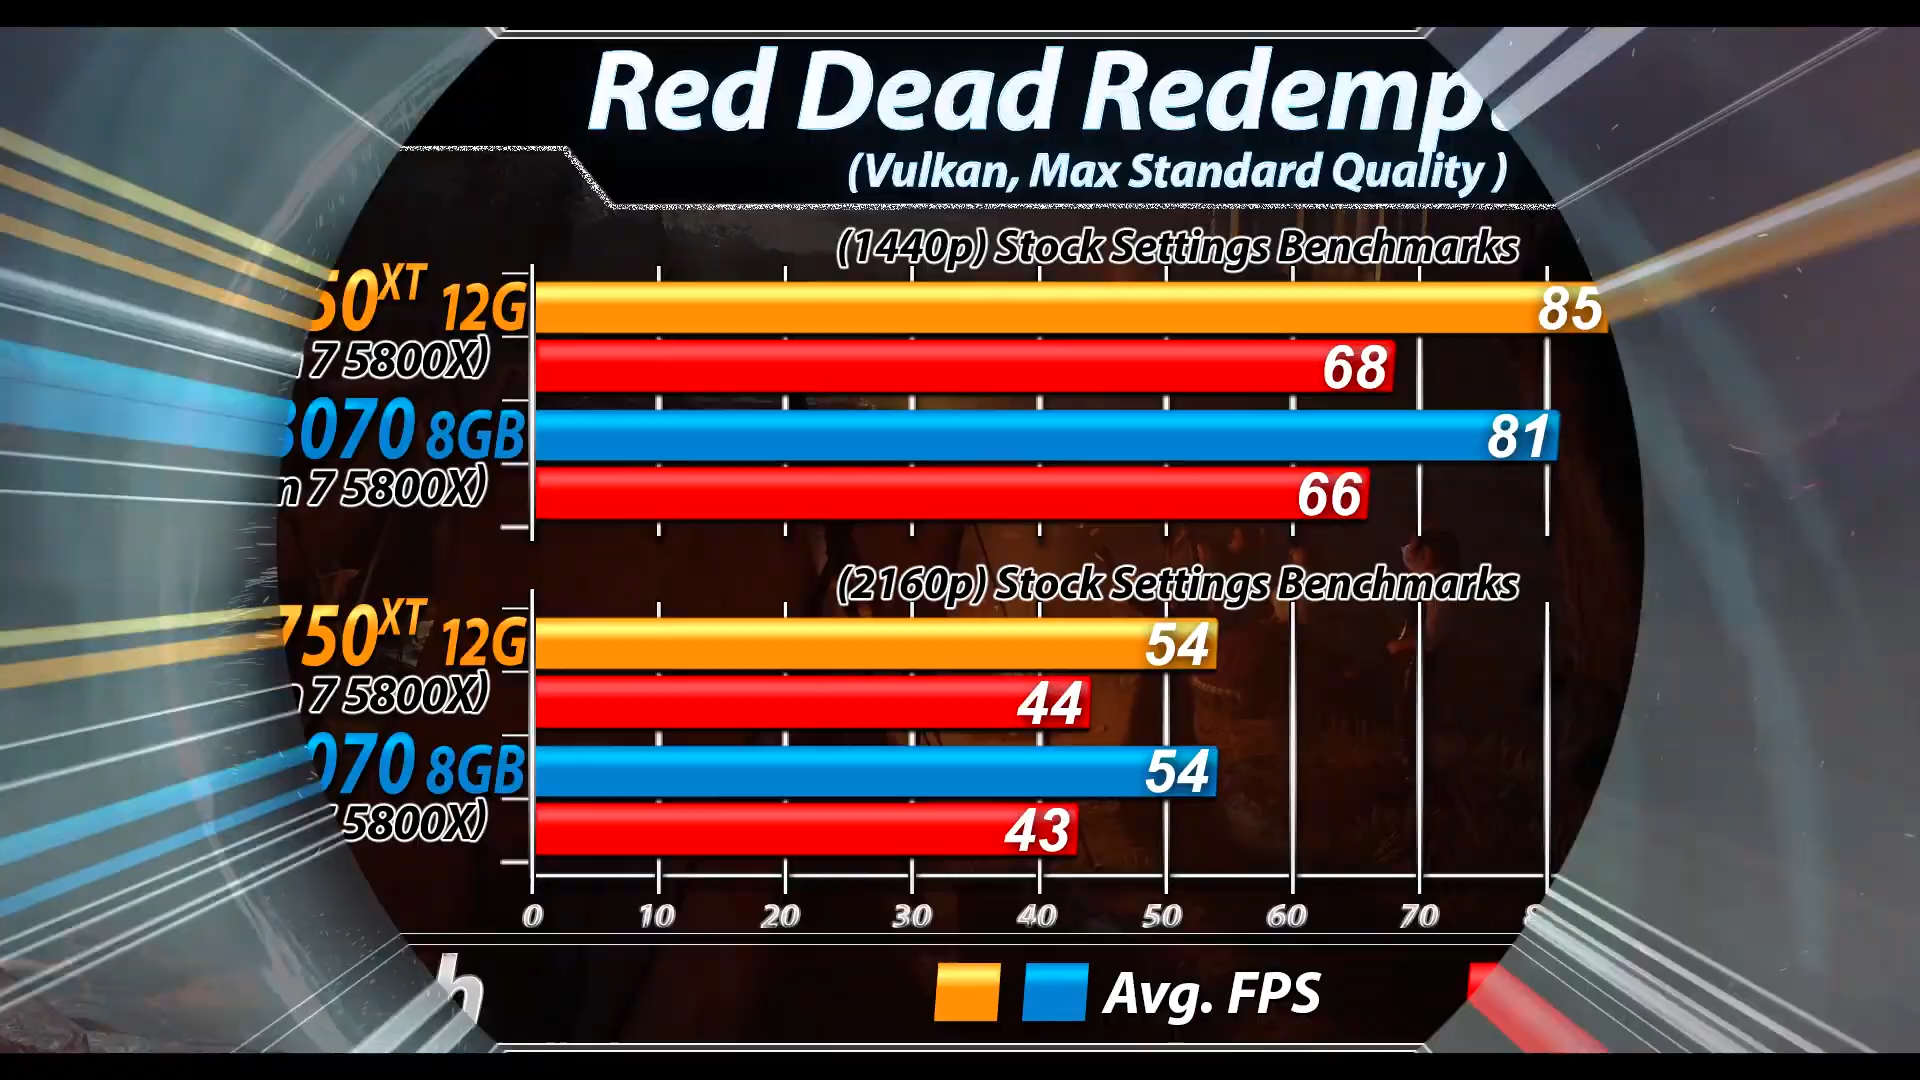 Red Dead Redemp
(Vulkan, Max Standard Quality )
(1440p) Stock Settings Benchmarks
50XT 12G
85
7 5800X)
68
3070 8GB
81
n 7 5800X)
66
(2160p) Stock Settings Benchmarks
750XT 12G
54
7 5800X)
44
070 8GB
54
5800X)
43
0 10 20 30 40 50 60 70 8
h
Avg. FPS